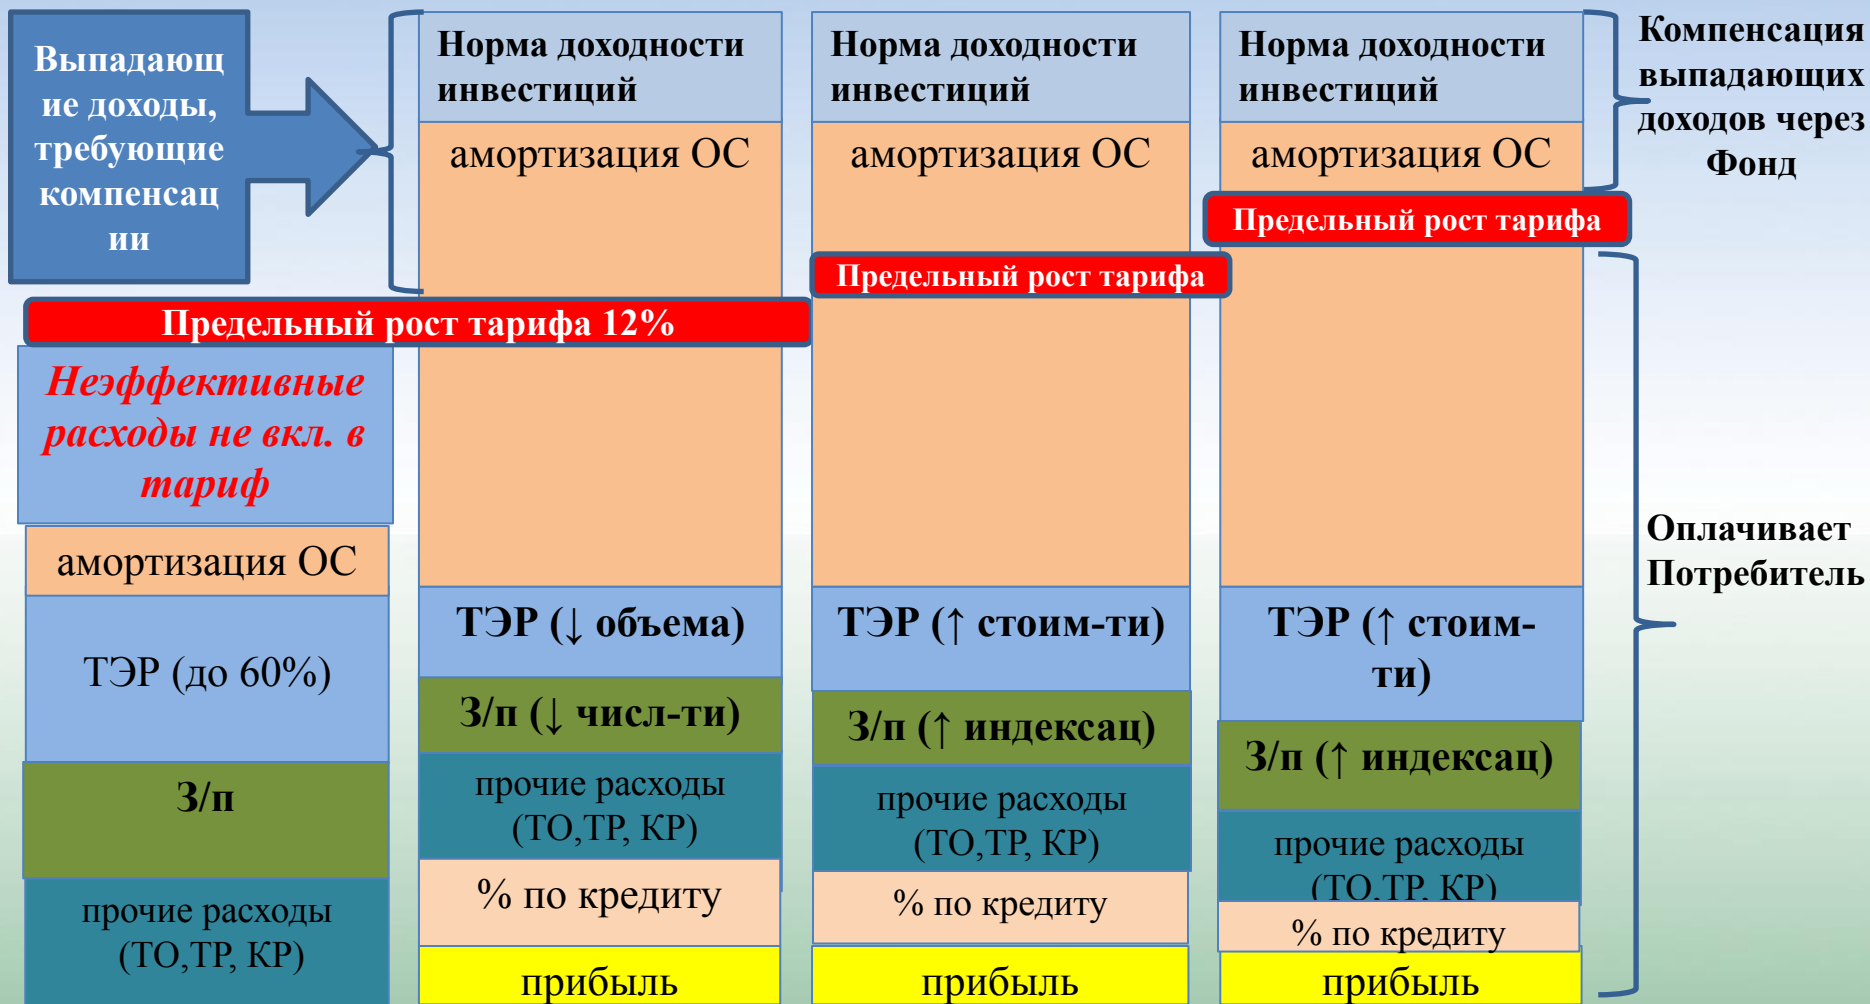 Выпадающ
ие доходы,
требующие
компенсац
ии
Предельный рост тарифа 12%
Неэффективные
расходы не вкл. в
тариф
амортизация ОС
ТЭР (до 60%)
З/п
прочие расходы
(ТО,ТР, КР)
Норма доходности
инвестиций
амортизация ОС
ТЭР (↓ объема)
З/п (↓ числ-ти)
прочие расходы
(ТО,ТР, КР)
% по кредиту
прибыль
Норма доходности
инвестиций
амортизация ОС
Предельный рост тарифа
ТЭР (↑ стоим-ти)
З/п (↑ индексац)
прочие расходы
(ТО,ТР, КР)
% по кредиту
прибыль
Норма доходности
инвестиций
амортизация ОС
Предельный рост тарифа
ТЭР (↑ стоим-
ти)
З/п (↑ индексац)
прочие расходы
(ТО,ТР, КР)
% по кредиту
прибыль
Компенсация
выпадающих
доходов через
Фонд
Оплачивает
Потребитель